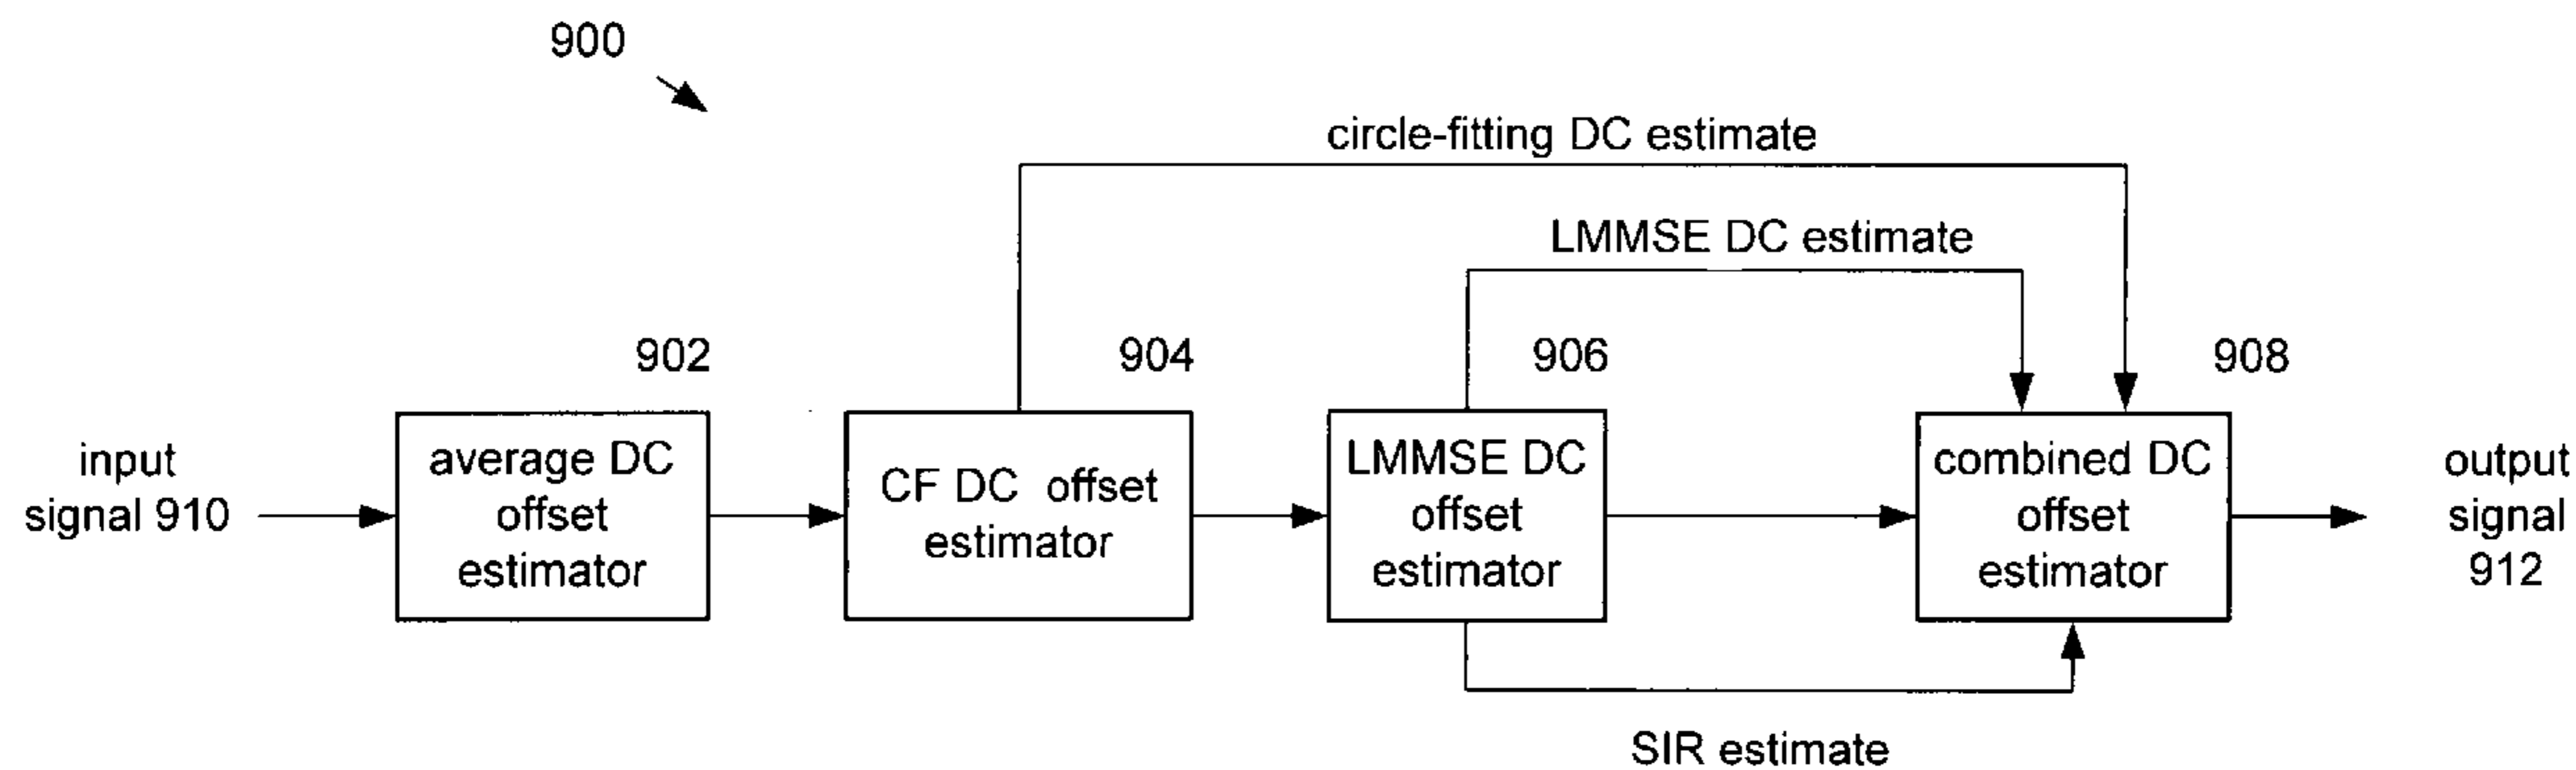 900
circle-fitting DC estimate
LMMSE DC estimate
902
904
906
908
input
signal 910
average DC
offset
estimator
CF DC offset
estimator
LMMSE DC
offset
estimator
combined DC
offset
estimator
output
signal
912
SIR estimate